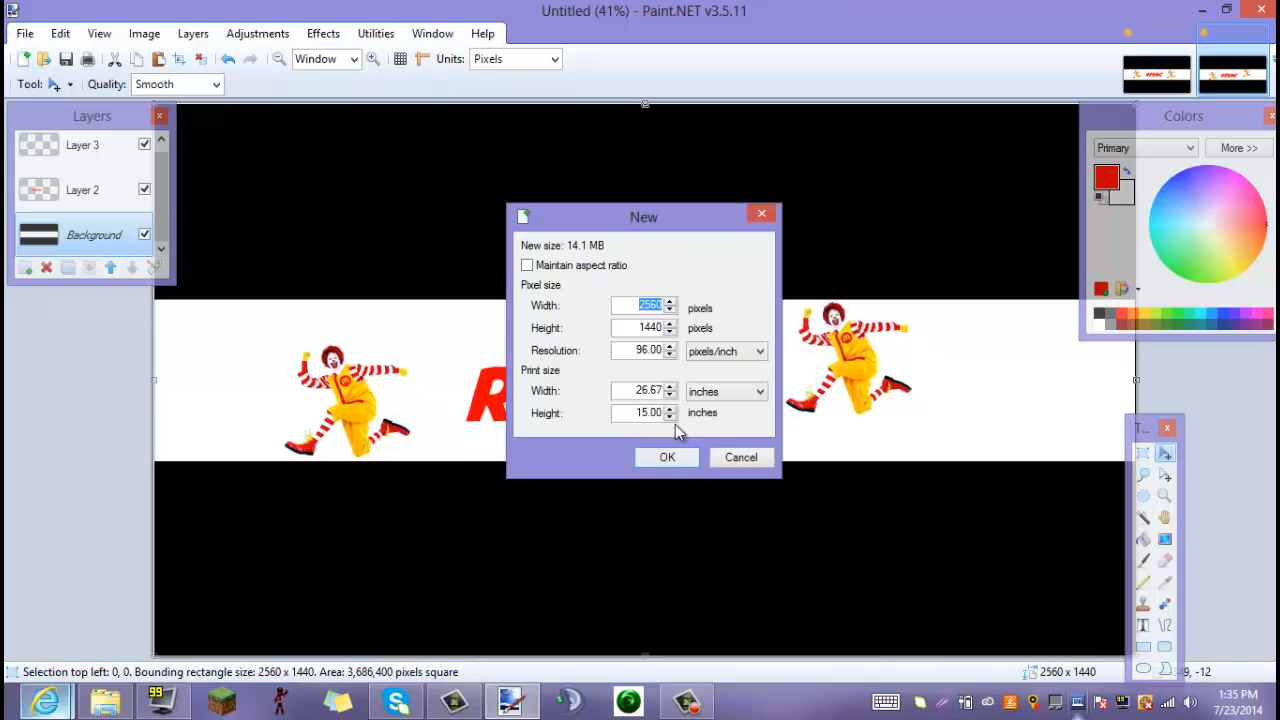 Untitled (41%) - Paint.NET v3.5.11
File Edit View Image Layers Adjustments Effects Utilities Window Help
Window Units: Pixels
Tool: Quality: Smooth
Layers
Layer 3
Layer 2
Background
New
New size: 14.1 MB
Maintain aspect ratio
Pixel size
Width: 2560 pixels
Height: 1440 pixels
Resolution: 96.00 pixels/inch
Print size
Width: 26.67 inches
Height: 15.00 inches
OK Cancel
R
Colors
Primary More >>
T...
Selection top left: 0, 0. Bounding rectangle size: 2560 x 1440. Area: 3,686,400 pixels square
2560 x 1440
-12
99
1:35 PM
7/23/2014